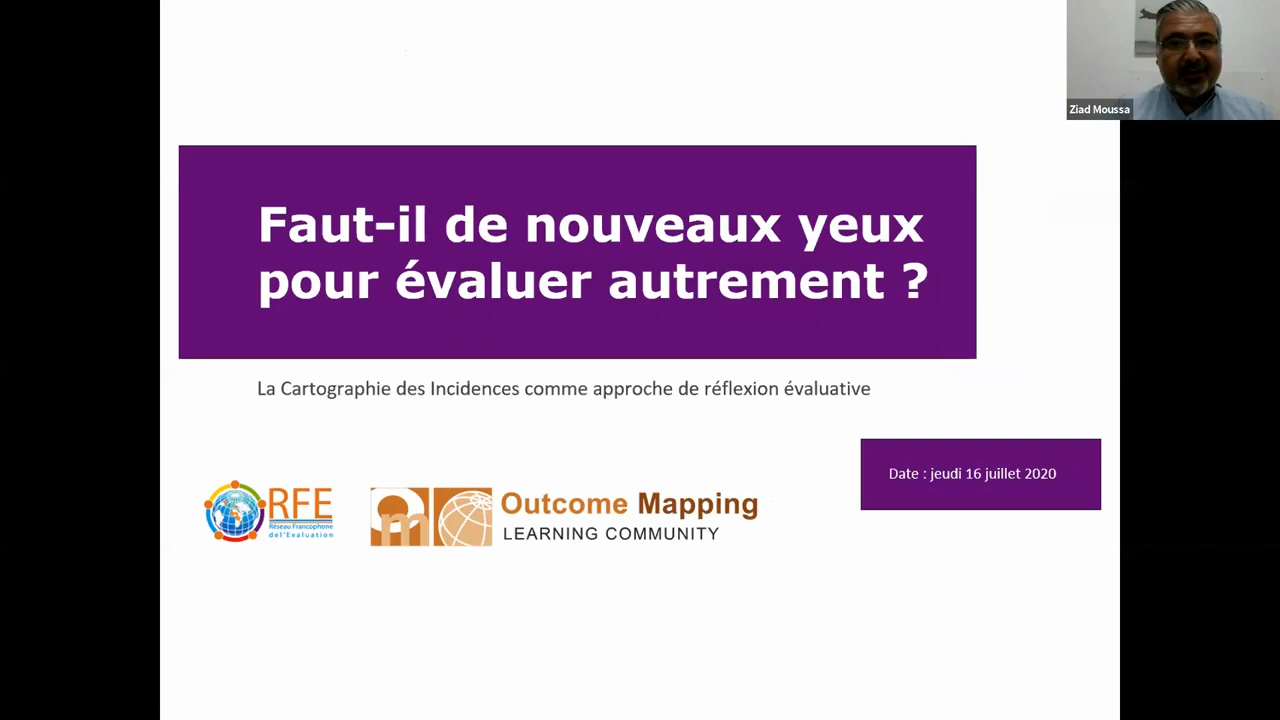 Ziad Moussa
Faut-il de nouveaux yeux
pour évaluer autrement ?
La Cartographie des Incidences comme approche de réflexion évaluative
Date : jeudi 16 juillet 2020
RFE
Réseau Francophone
de l'Evaluation
om
Outcome Mapping
LEARNING COMMUNITY